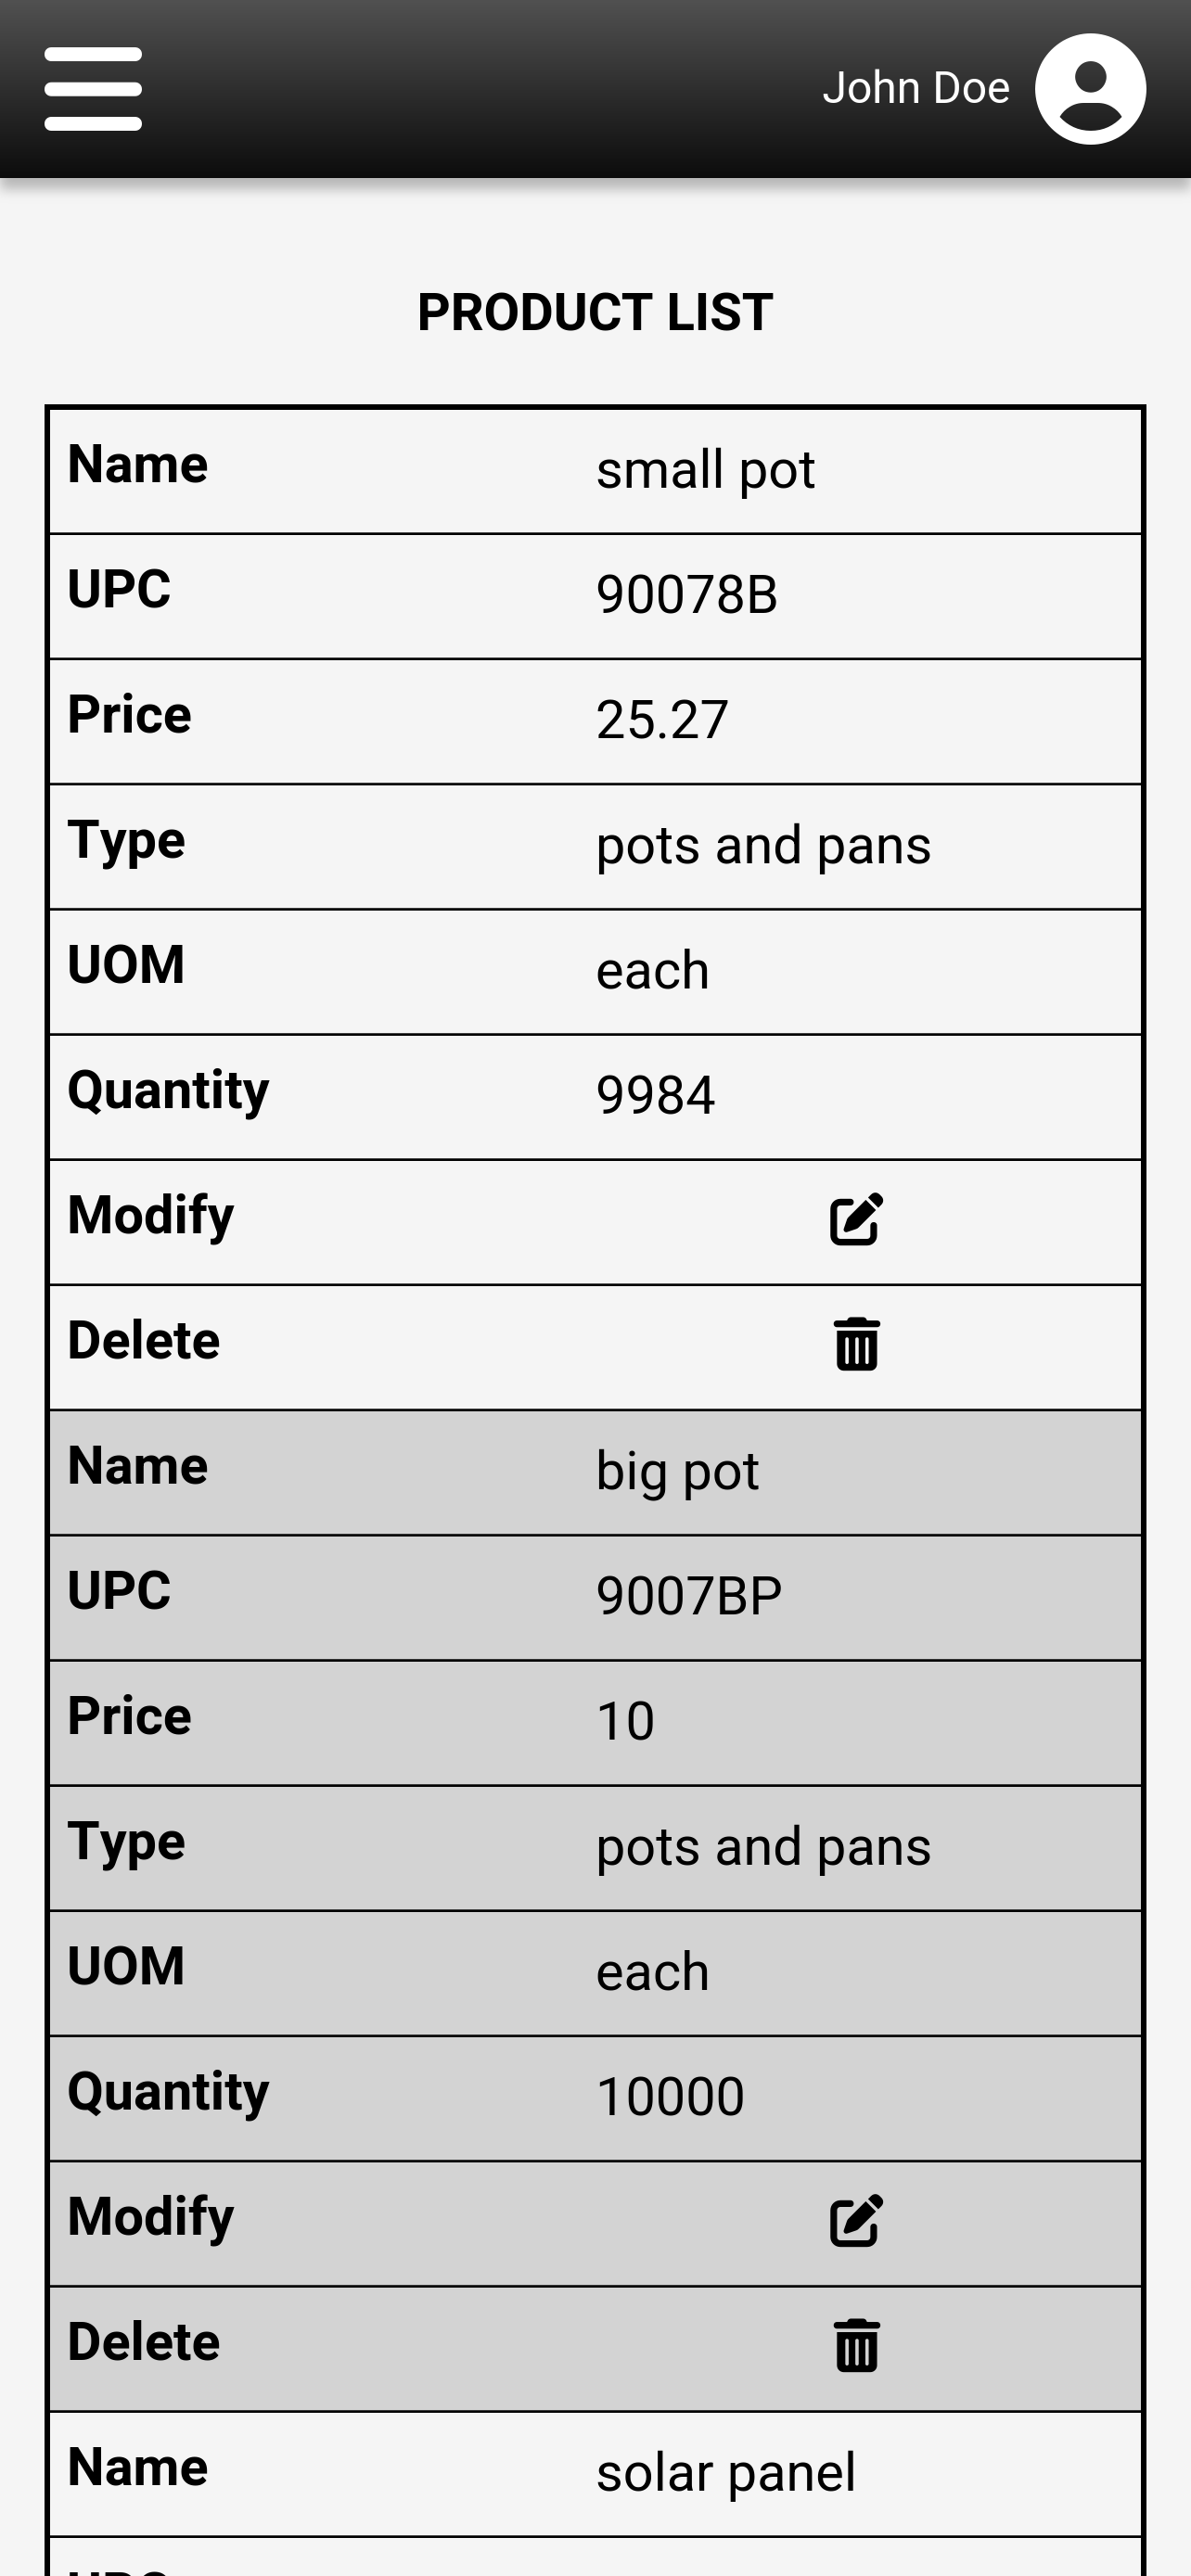 John Doe
PRODUCT LIST
Name small pot
UPC 90078B
Price 25.27
Type pots and pans
UOM each
Quantity 9984
Modify
Delete
Name big pot
UPC 9007BP
Price 10
Type pots and pans
UOM each
Quantity 10000
Modify
Delete
Name solar panel